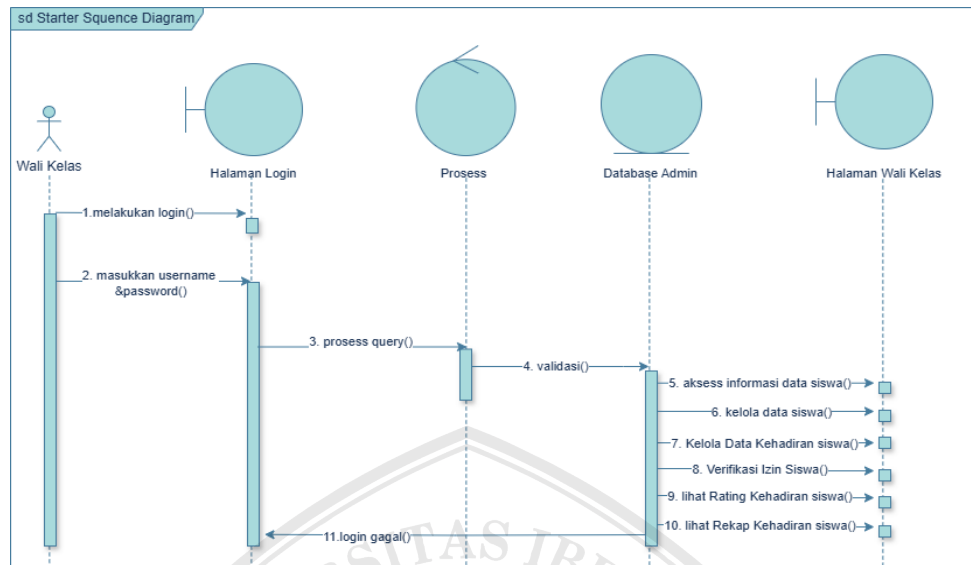 sd Starter Squence Diagram
Wali Kelas
Halaman Login
Prosess
Database Admin
Halaman Wali Kelas
1.melakukan login()
2. masukkan username
&password()
3. prosess query()
4. validasi()
5. aksess informasi data siswa()
6. kelola data siswa()
7. Kelola Data Kehadiran siswa()
8. Verifikasi Izin Siswa()
9. lihat Rating Kehadiran siswa()
10. lihat Rekap Kehadiran siswa()
11.login gagal()